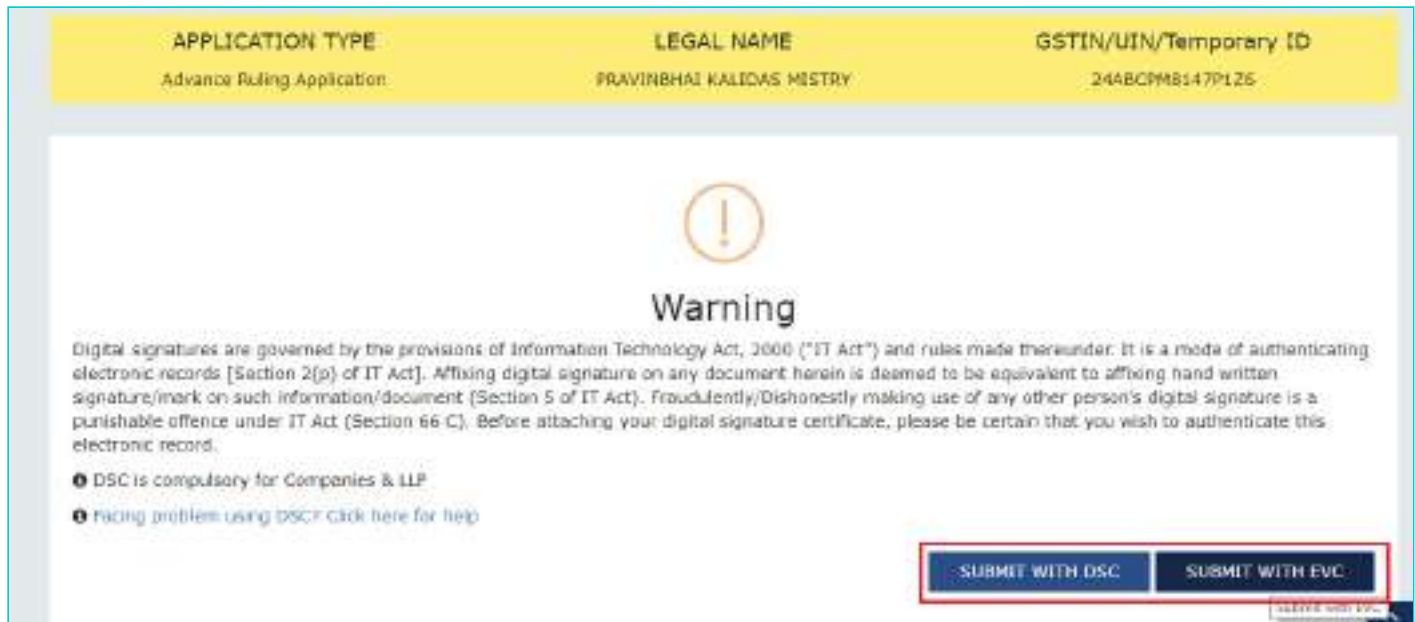 APPLICATION TYPE LEGAL NAME GSTIN/UIN/Temporary ID
Advance Ruling Application PRAVINBHAI KALIDAS MISTRY 24ABCPM8147P1Z6
Warning
Digital signatures are governed by the provisions of Information Technology Act, 2000 ("IT Act") and rules made thereunder. It is a mode of authenticating
electronic records [Section 2(p) of IT Act]. Affixing digital signature on any document herein is deemed to be equivalent to affixing hand written
signature/mark on such information/document (Section 5 of IT Act). Fraudulently/Dishonestly making use of any other person's digital signature is a
punishable offence under IT Act (Section 66 C). Before attaching your digital signature certificate, please be certain that you wish to authenticate this
electronic record.
DSC is compulsory for Companies & LLP
Facing problem using DSC? Click here for help
SUBMIT WITH DSC SUBMIT WITH EVC
Submit with EVC